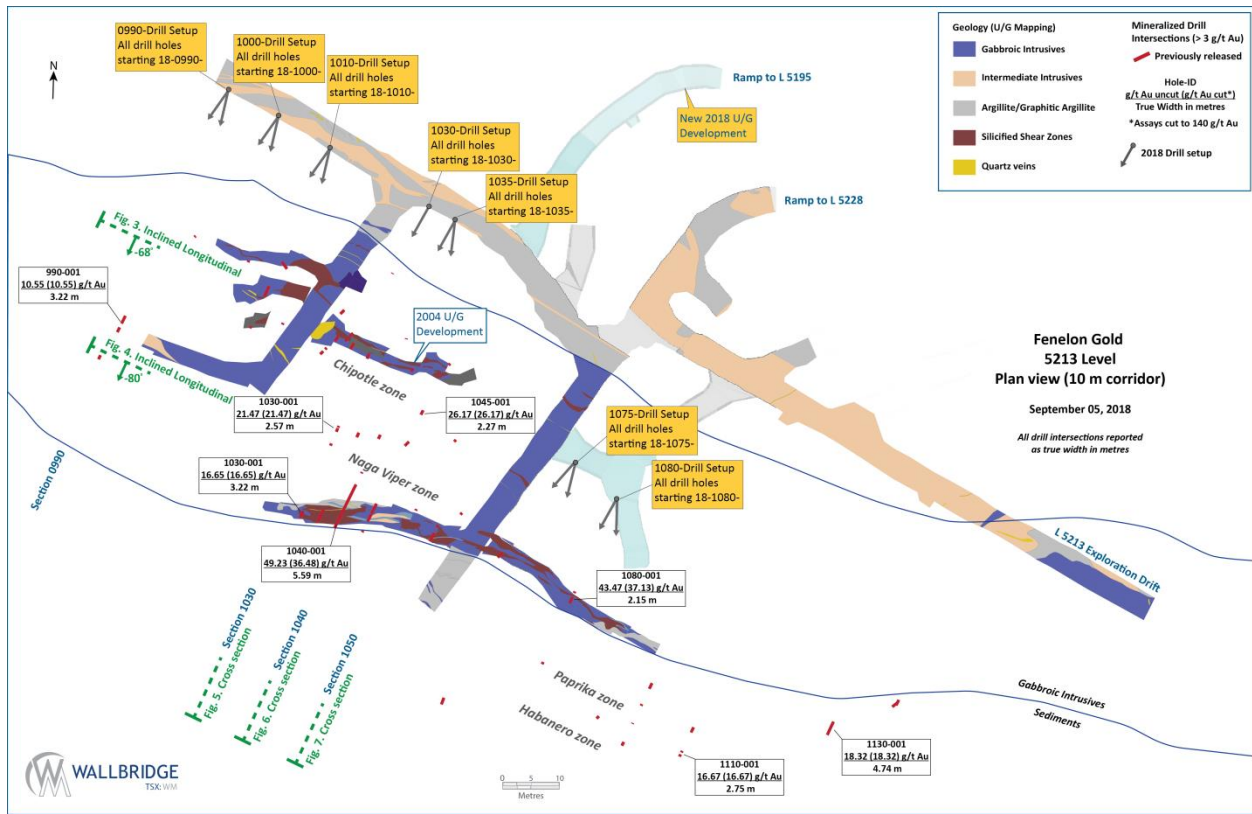 0990-Drill Setup
All drill holes
starting 18-0990-
1000-Drill Setup
All drill holes
starting 18-1000-
1010-Drill Setup
All drill holes
starting 18-1010-
1030-Drill Setup
All drill holes
starting 18-1030-
1035-Drill Setup
All drill holes
starting 18-1035-
N
Ramp to L 5195
New 2018 U/G
Development
Ramp to L 5228
Geology (U/G Mapping)
Gabbroic Intrusives
Intermediate Intrusives
Argillite/Graphitic Argillite
Silicified Shear Zones
Quartz veins
Mineralized Drill
Intersections (> 3 g/t Au)
Previously released
Hole-ID
g/t Au uncut (g/t Au cut*)
True Width in metres
*Assays cut to 140 g/t Au
2018 Drill setup
Fig. 3. Inclined Longitudinal
-68°
990-001
10.55 (10.55) g/t Au
3.22 m
Fig. 4. Inclined Longitudinal
-80°
2004 U/G
Development
Chipotle zone
1030-001
21.47 (21.47) g/t Au
2.57 m
1045-001
26.17 (26.17) g/t Au
2.27 m
Fenelon Gold
5213 Level
Plan view (10 m corridor)
September 05, 2018
All drill intersections reported
as true width in metres
1075-Drill Setup
All drill holes
starting 18-1075-
1080-Drill Setup
All drill holes
starting 18-1080-
Section 0990
1030-001
16.65 (16.65) g/t Au
3.22 m
Naga Viper zone
1040-001
49.23 (36.48) g/t Au
5.59 m
1080-001
43.47 (37.13) g/t Au
2.15 m
L 5213 Exploration Drift
Section 1030
Fig. 5. Cross section
Section 1040
Fig. 6. Cross section
Section 1050
Fig. 7. Cross section
Paprika zone
Habanero zone
Gabbroic Intrusives
Sediments
1110-001
16.67 (16.67) g/t Au
2.75 m
1130-001
18.32 (18.32) g/t Au
4.74 m
WALLBRIDGE
TSX:WM
0 5 10
Metres